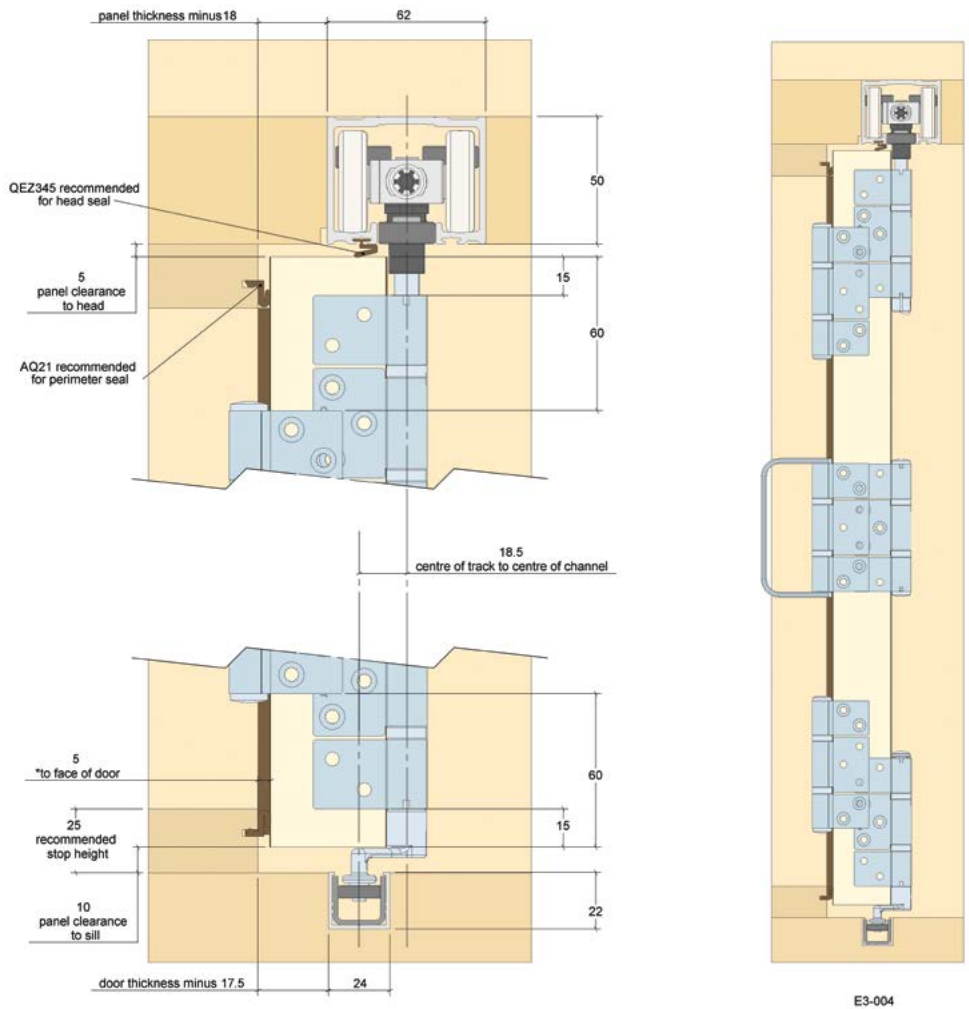 panel thickness minus 18
62
QEZ345 recommended
for head seal
50
5
panel clearance
to head
15
60
AQ21 recommended
for perimeter seal
18.5
centre of track to centre of channel
5
*to face of door
60
25
recommended
stop height
15
10
panel clearance
to sill
22
door thickness minus 17.5
24
E3-004